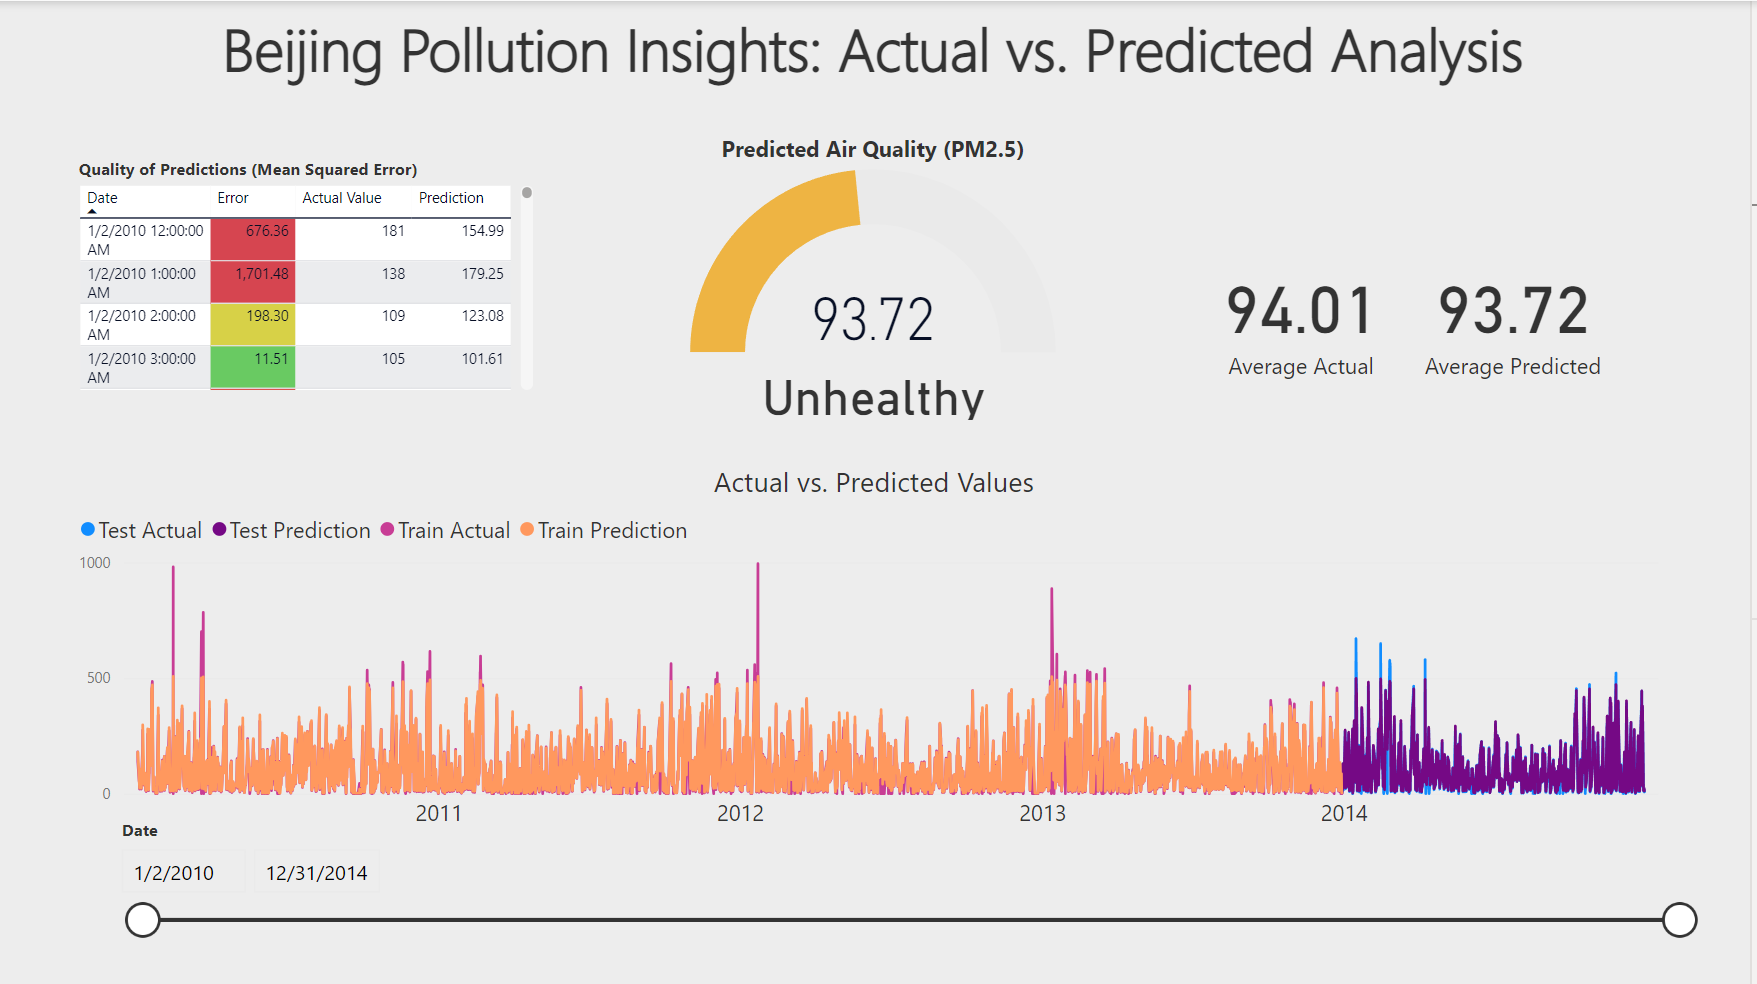 Beijing Pollution Insights: Actual vs. Predicted Analysis
Quality of Predictions (Mean Squared Error)
Date Error Actual Value Prediction
1/2/2010 12:00:00 AM 676.36 181 154.99
1/2/2010 1:00:00 AM 1,701.48 138 179.25
1/2/2010 2:00:00 AM 198.30 109 123.08
1/2/2010 3:00:00 AM 11.51 105 101.61
Predicted Air Quality (PM2.5)
93.72
Unhealthy
94.01 93.72
Average Actual Average Predicted
Actual vs. Predicted Values
Test Actual Test Prediction Train Actual Train Prediction
1000
500
0
2011 2012 2013 2014
Date
1/2/2010 12/31/2014